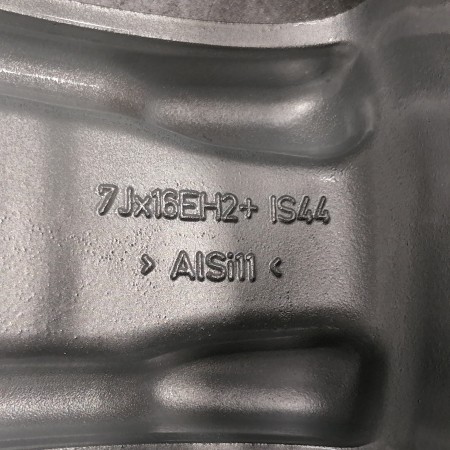 7Jx16EH2+ IS44
> AlSi11 <